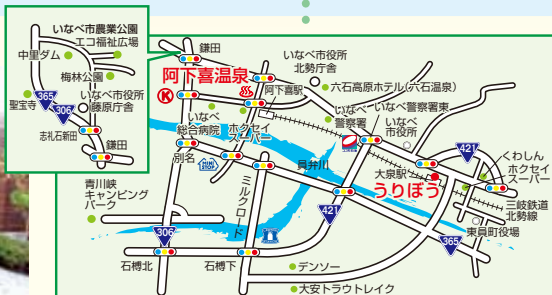 いなべ市農業公園
エコ福祉広場
中里ダム
梅林公園
365
聖宝寺
306
いなべ市役所
藤原庁舎
志礼石新田
鎌田
鎌田
いなべ市役所
北勢庁舎
阿下喜温泉
阿下喜駅
六石高原ホテル(六石温泉)
K
いなべ
総合病院
ホクセイ
スーパー
いなべ
警察署
いなべ警察署東
いなべ
市役所
421
別名
MINI
STOP
員弁川
大泉駅
うりぼう
くわしん
ホクセイ
スーパー
三岐鉄道
北勢線
東員町役場
青川峡
キャンピング
パーク
ミルクロード
421
306
365
石榑北
石榑下
デンソー
大安トラウトレイク